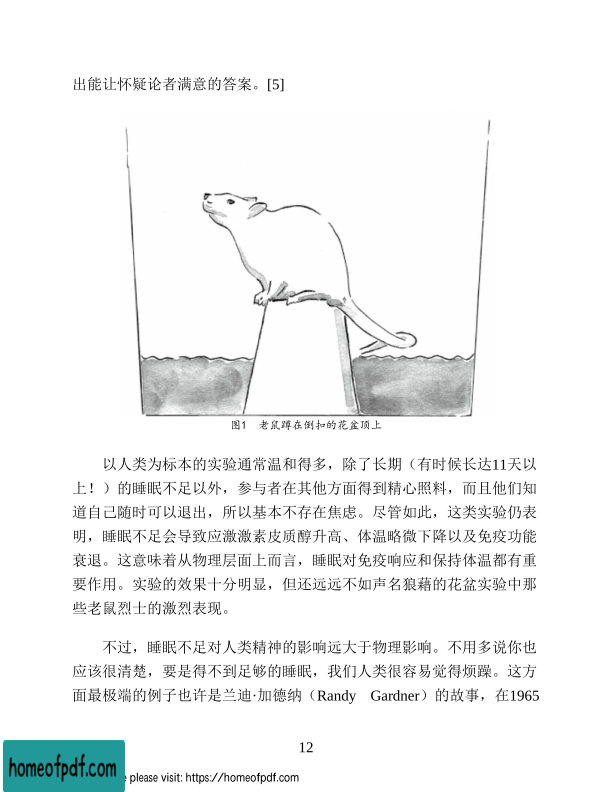 出能让怀疑论者满意的答案。[5]
图1 老鼠蹲在倒扣的花盆顶上
以人类为标本的实验通常温和得多，除了长期（有时候长达11天以
上！）的睡眠不足以外，参与者在其他方面得到精心照料，而且他们知
道自己随时可以退出，所以基本不存在焦虑。尽管如此，这类实验仍表
明，睡眠不足会导致应激激素皮质醇升高、体温略微下降以及免疫功能
衰退。这意味着从物理层面上而言，睡眠对免疫响应和保持体温都有重
要作用。实验的效果十分明显，但还远远不如声名狼藉的花盆实验中那
些老鼠烈士的激烈表现。
不过，睡眠不足对人类精神的影响远大于物理影响。不用多说你也
应该很清楚，要是得不到足够的睡眠，我们人类很容易觉得烦躁。这方
面最极端的例子也许是兰迪·加德纳（Randy Gardner）的故事，在1965
12
homeofpdf.com
please visit: https://homeofpdf.com